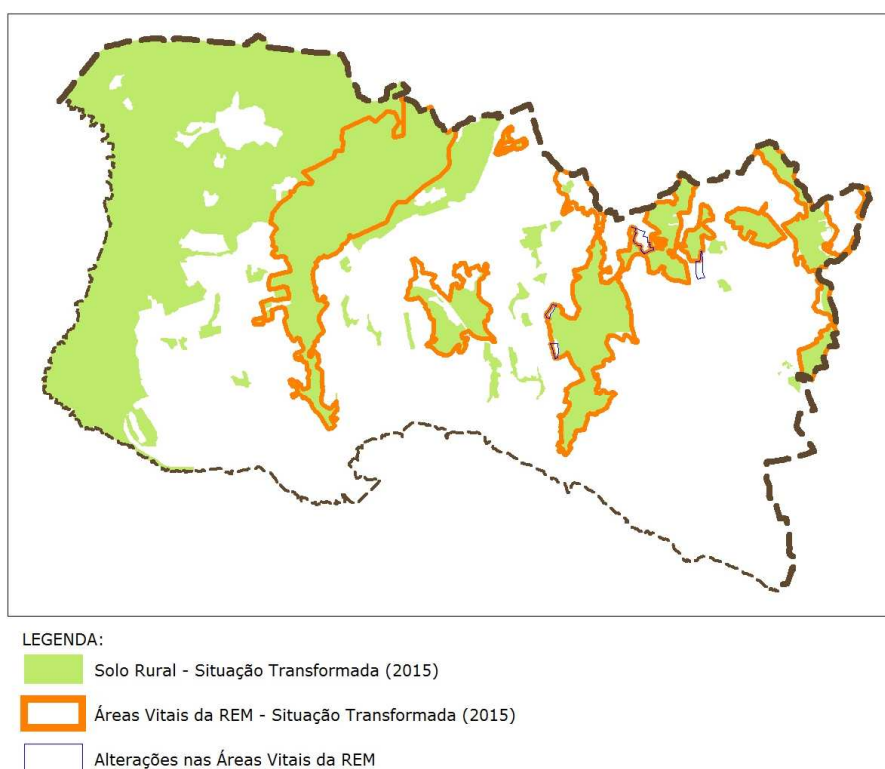 LEGENDA:
Solo Rural - Situação Transformada (2015)
Áreas Vitais da REM - Situação Transformada (2015)
Alterações nas Áreas Vitais da REM